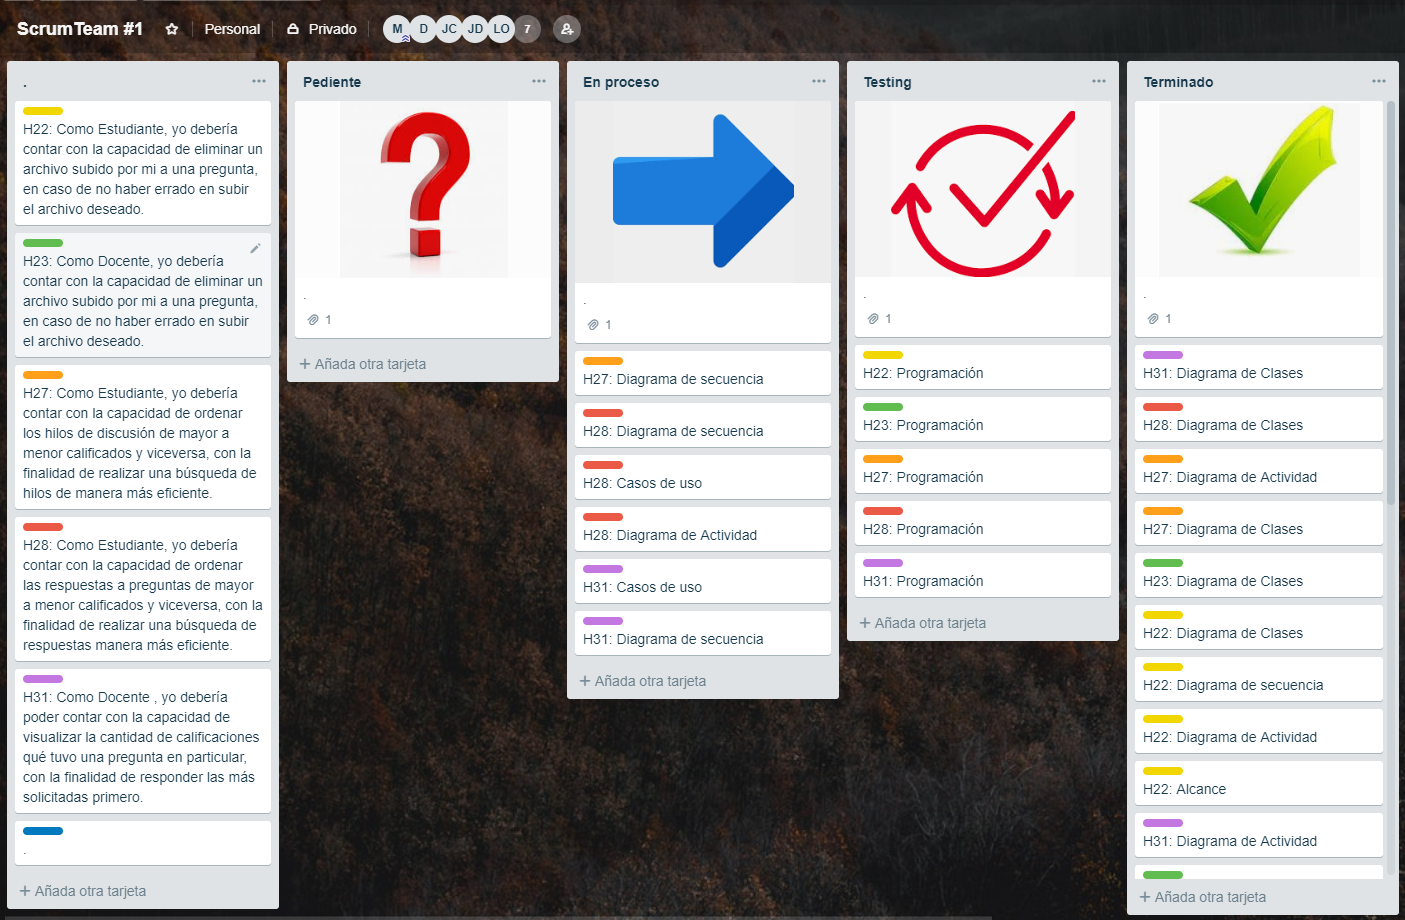 ScrumTeam #1
Personal
Privado
M
D
JC
JD
LO
7
.
H22: Como Estudiante, yo debería
contar con la capacidad de eliminar un
archivo subido por mi a una pregunta,
en caso de no haber errado en subir
el archivo deseado.
H23: Como Docente, yo debería
contar con la capacidad de eliminar un
archivo subido por mi a una pregunta,
en caso de no haber errado en subir
el archivo deseado.
H27: Como Estudiante, yo debería
contar con la capacidad de ordenar
los hilos de discusión de mayor a
menor calificados y viceversa, con la
finalidad de realizar una búsqueda de
hilos de manera más eficiente.
H28: Como Estudiante, yo debería
contar con la capacidad de ordenar
las respuestas a preguntas de mayor
a menor calificados y viceversa, con la
finalidad de realizar una búsqueda de
respuestas manera más eficiente.
H31: Como Docente , yo debería
poder contar con la capacidad de
visualizar la cantidad de calificaciones
qué tuvo una pregunta en particular,
con la finalidad de responder las más
solicitadas primero.
.
+ Añada otra tarjeta
Pediente
.
1
+ Añada otra tarjeta
En proceso
.
1
H27: Diagrama de secuencia
H28: Diagrama de secuencia
H28: Casos de uso
H28: Diagrama de Actividad
H31: Casos de uso
H31: Diagrama de secuencia
+ Añada otra tarjeta
Testing
.
1
H22: Programación
H23: Programación
H27: Programación
H28: Programación
H31: Programación
+ Añada otra tarjeta
Terminado
.
1
H31: Diagrama de Clases
H28: Diagrama de Clases
H27: Diagrama de Actividad
H27: Diagrama de Clases
H23: Diagrama de Clases
H22: Diagrama de Clases
H22: Diagrama de secuencia
H22: Diagrama de Actividad
H22: Alcance
H31: Diagrama de Actividad
+ Añada otra tarjeta